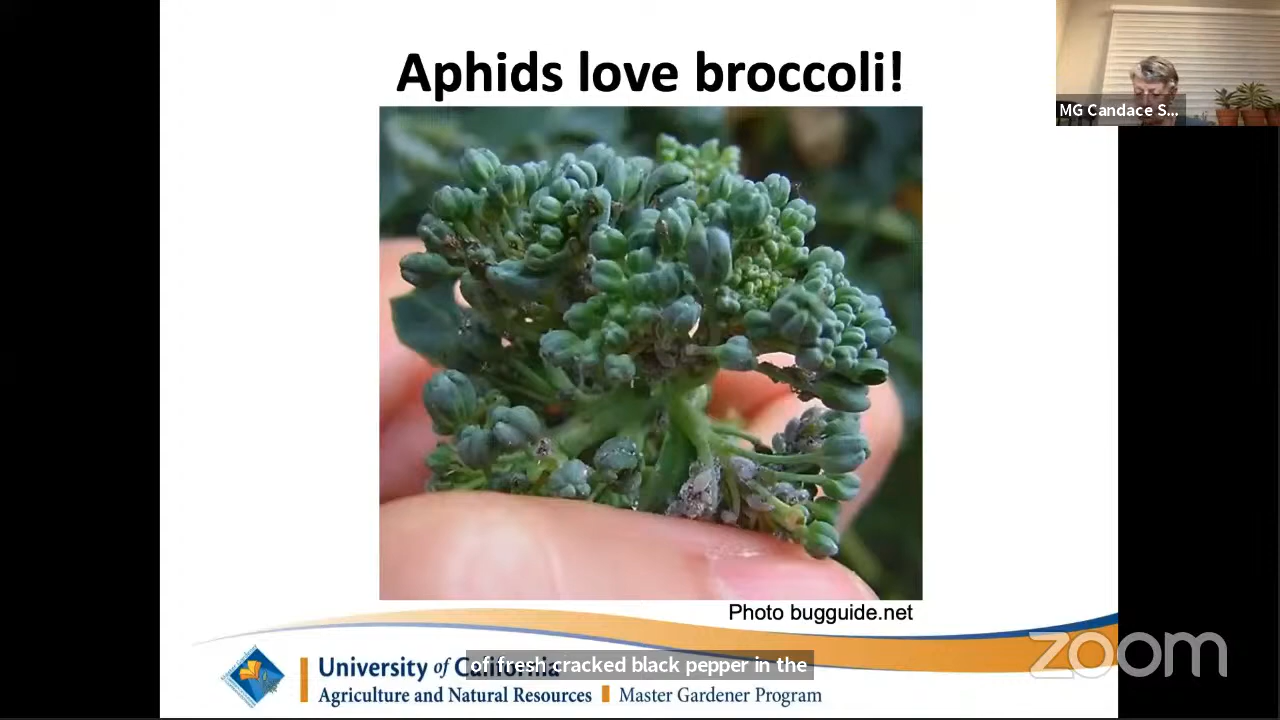 Aphids love broccoli!
MG Candace S...
Photo bugguide.net
University of California
of fresh cracked black pepper in the
Agriculture and Natural Resources
Master Gardener Program
zoom